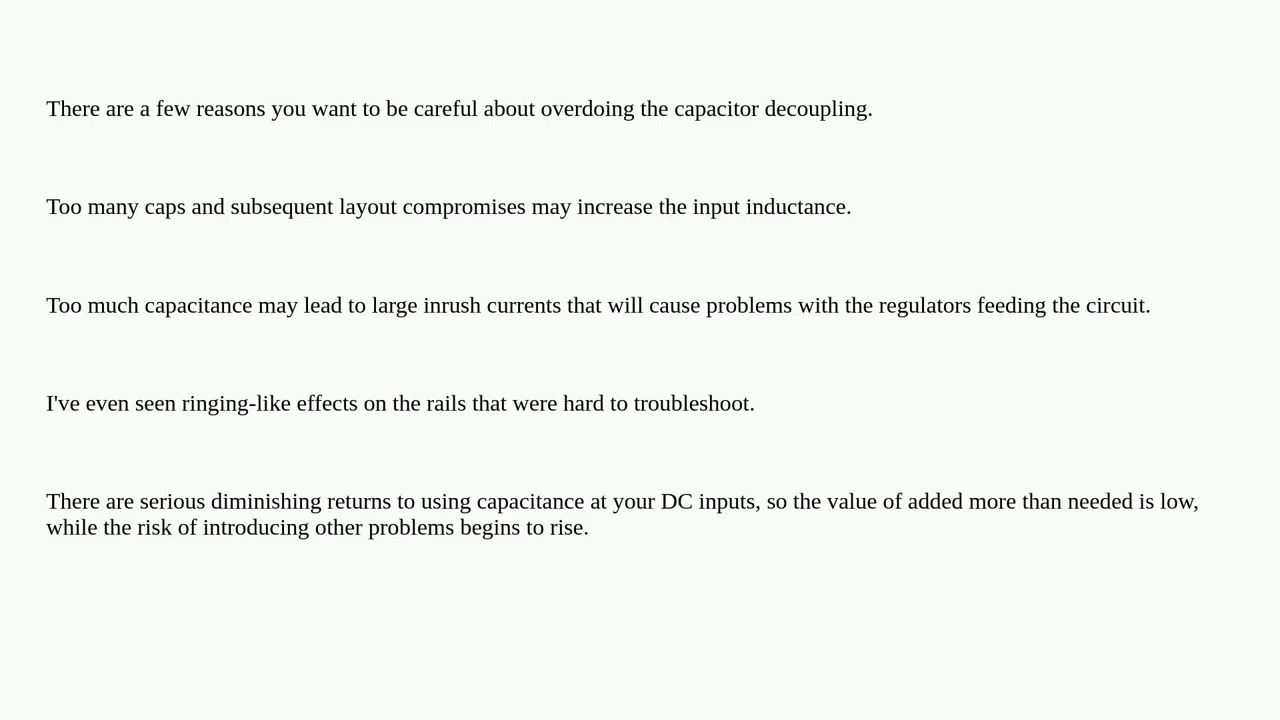 There are a few reasons you want to be careful about overdoing the capacitor decoupling.
Too many caps and subsequent layout compromises may increase the input inductance.
Too much capacitance may lead to large inrush currents that will cause problems with the regulators feeding the circuit.
I've even seen ringing-like effects on the rails that were hard to troubleshoot.
There are serious diminishing returns to using capacitance at your DC inputs, so the value of added more than needed is low,
while the risk of introducing other problems begins to rise.